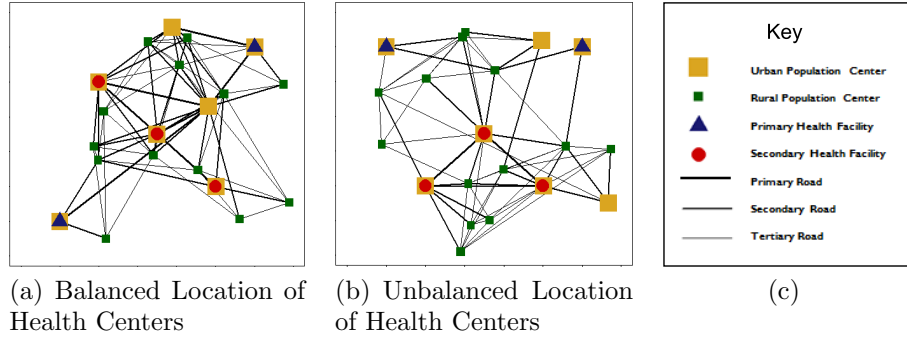 Key
Urban Population Center
Rural Population Center
Primary Health Facility
Secondary Health Facility
Primary Road
Secondary Road
Tertiary Road
(a) Balanced Location of
Health Centers
(b) Unbalanced Location
of Health Centers
(c)